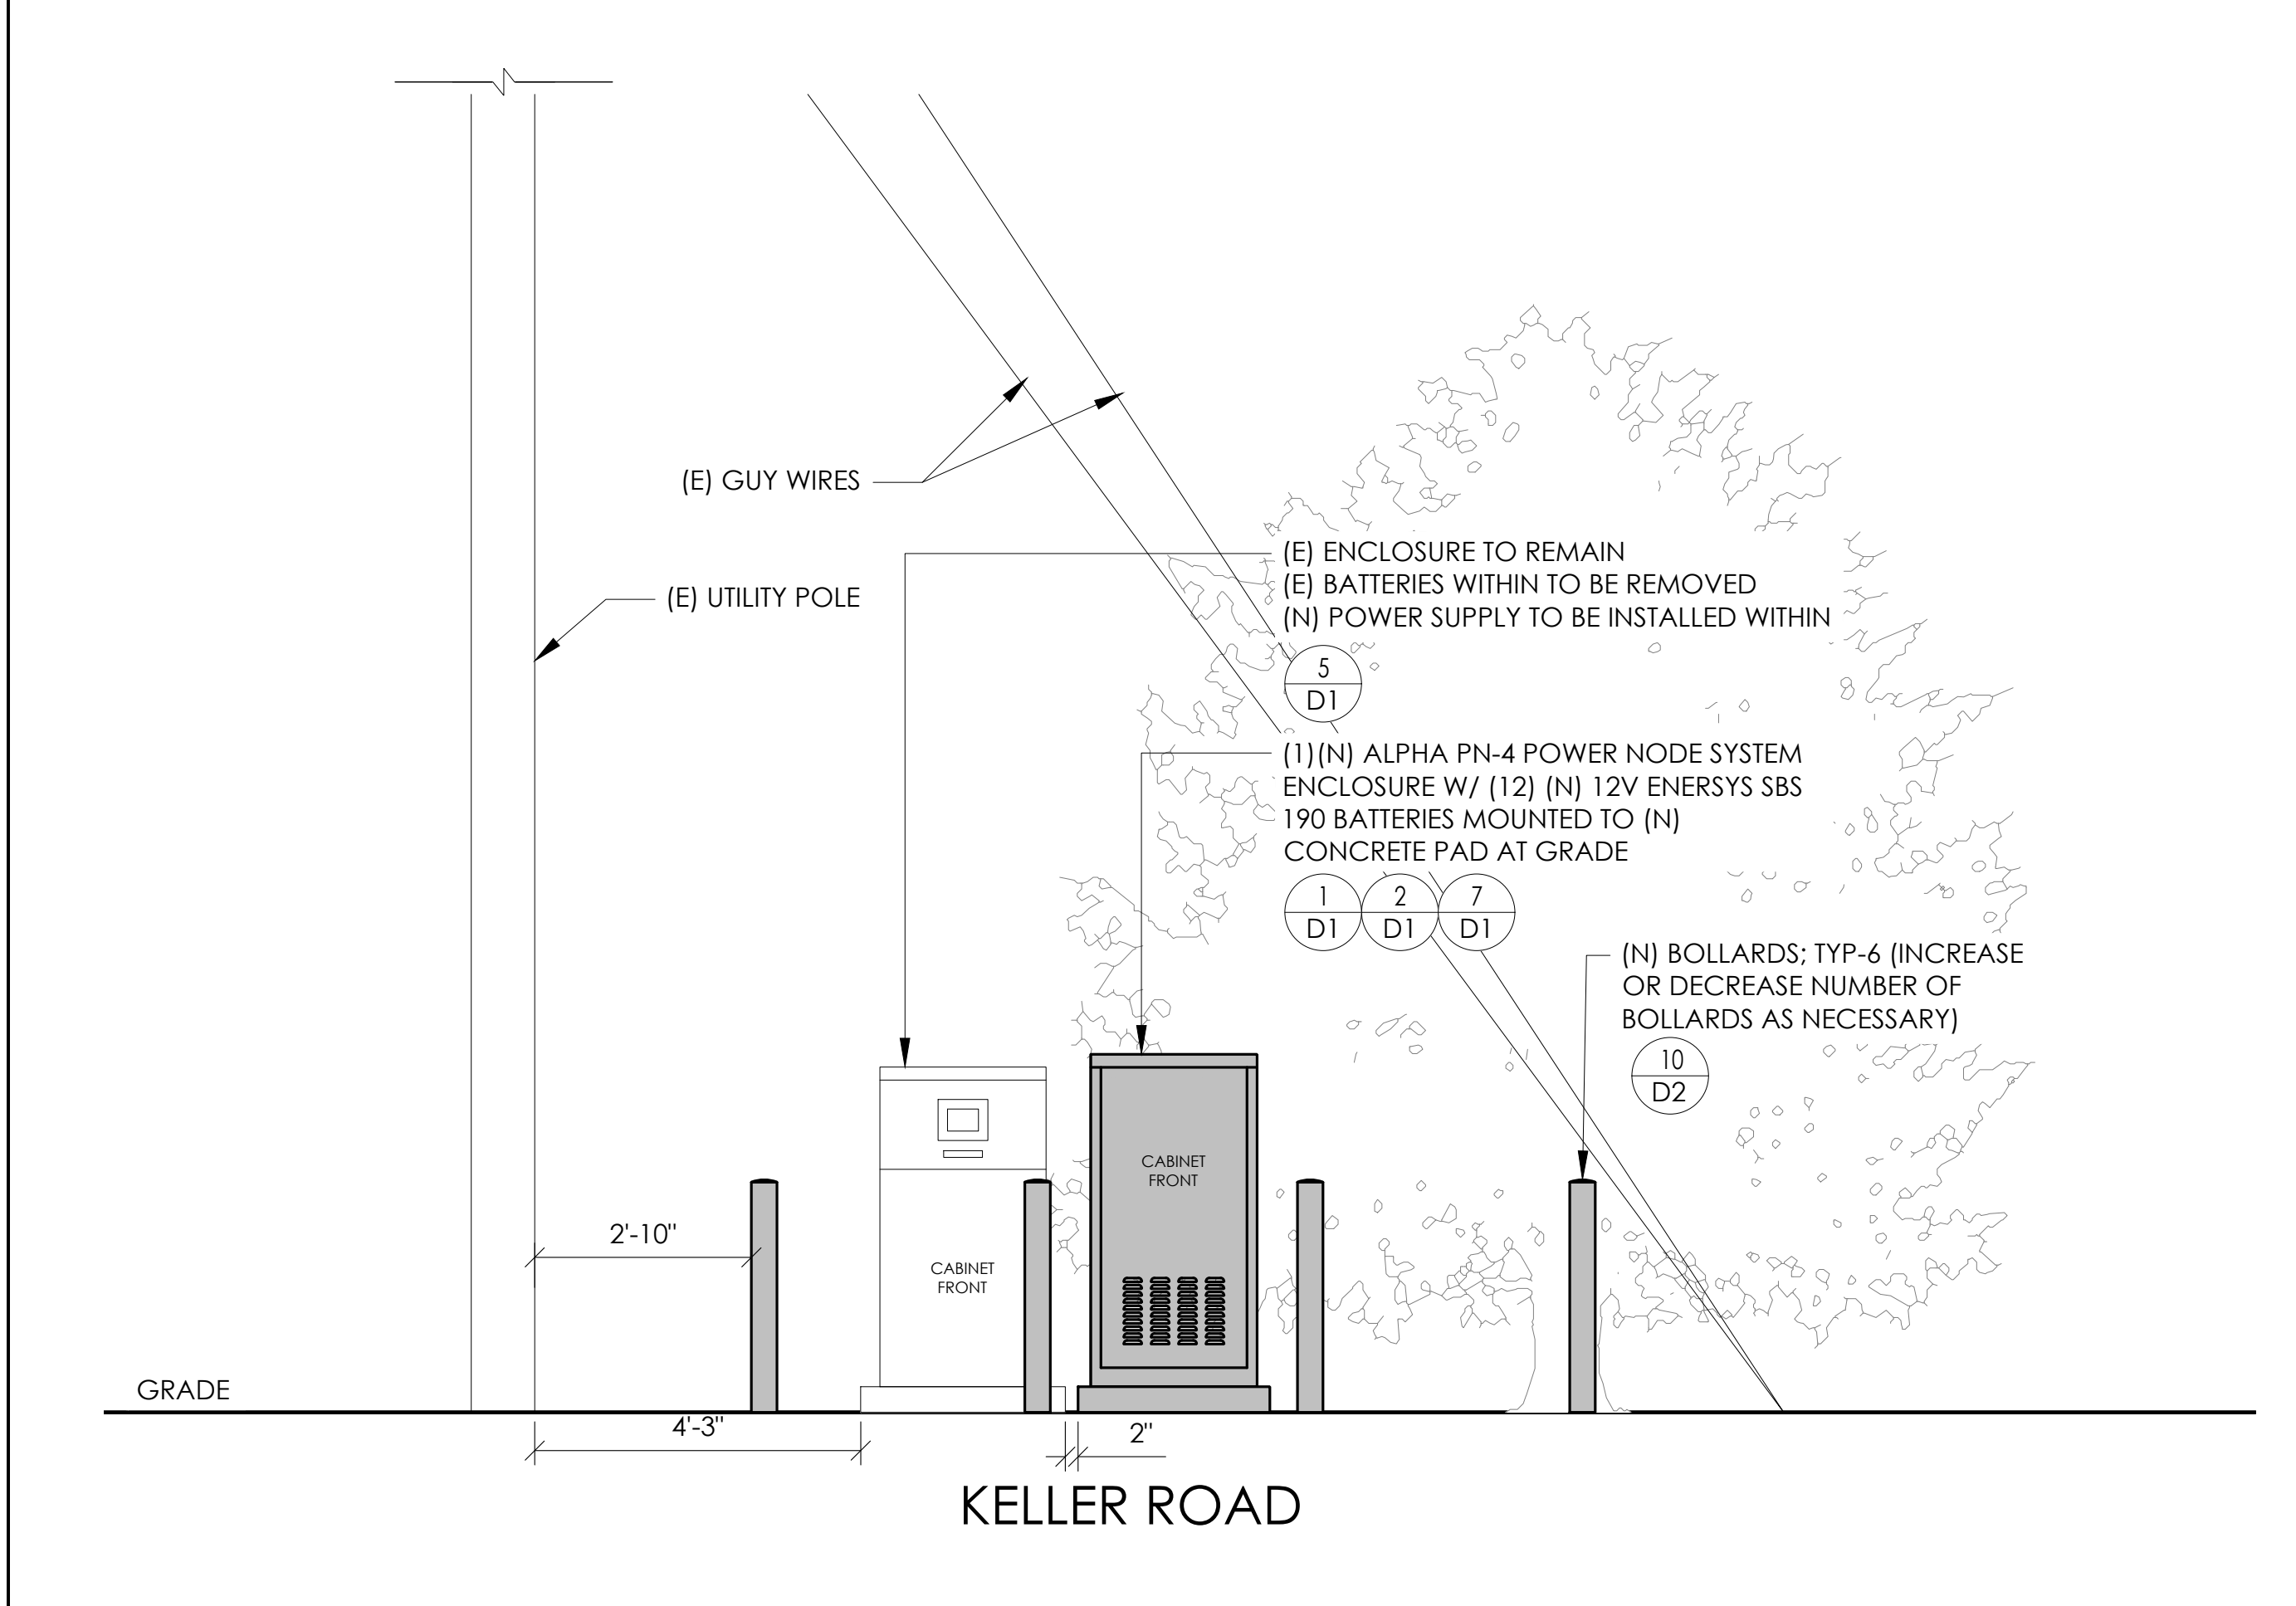 (E) GUY WIRES
(E) ENCLOSURE TO REMAIN
(E) BATTERIES WITHIN TO BE REMOVED
(N) POWER SUPPLY TO BE INSTALLED WITHIN
(E) UTILITY POLE
5
D1
(1)(N) ALPHA PN-4 POWER NODE SYSTEM
ENCLOSURE W/ (12) (N) 12V ENERSYS SBS
190 BATTERIES MOUNTED TO (N)
CONCRETE PAD AT GRADE
1
D1
2
D1
7
D1
(N) BOLLARDS; TYP-6 (INCREASE
OR DECREASE NUMBER OF
BOLLARDS AS NECESSARY)
10
D2
CABINET
FRONT
2'-10"
CABINET
FRONT
GRADE
4'-3"
2"
KELLER ROAD